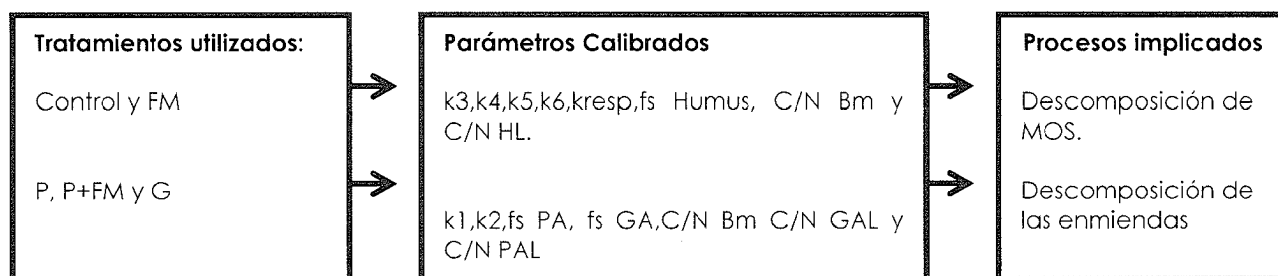 Tratamientos utilizados:
Control y FM
P, P+FM y G
Parámetros Calibrados
k3,k4,k5,k6,kresp,fs Humus, C/N Bm y
C/N HL.
k1,k2,fs PA, fs GA,C/N Bm C/N GAL y
C/N PAL
Procesos implicados
Descomposición de
MOS.
Descomposición de
las enmiendas